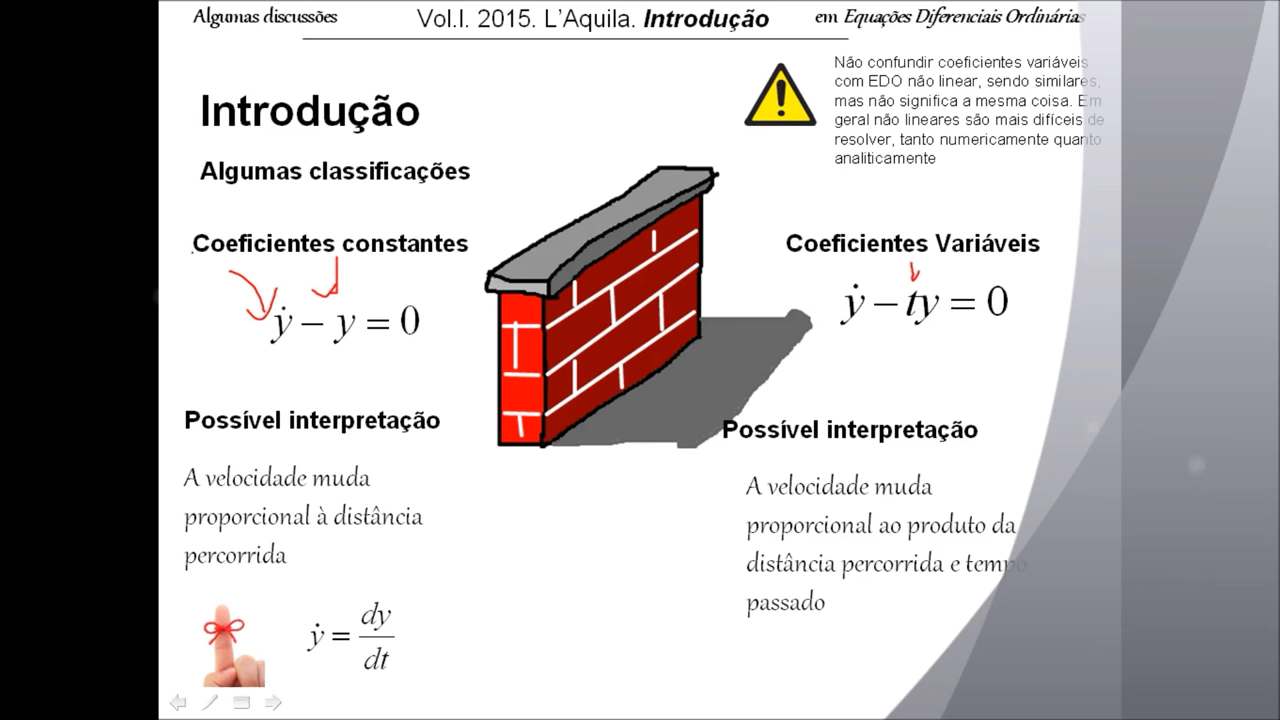 Algumas discussões
Vol.I. 2015. L’Aquila. Introdução
em Equações Diferenciais Ordinárias
Não confundir coeficientes variáveis
com EDO não linear, sendo similares,
mas não significa a mesma coisa. Em
geral não lineares são mais difíceis de
resolver, tanto numericamente quanto
analiticamente
Introdução
Algumas classificações
Coeficientes constantes
ẏ − y = 0
Coeficientes Variáveis
ẏ − ty = 0
Possível interpretação
A velocidade muda
proporcional à distância
percorrida
ẏ = dy/dt
Possível interpretação
A velocidade muda
proporcional ao produto da
distância percorrida e tempo
passado